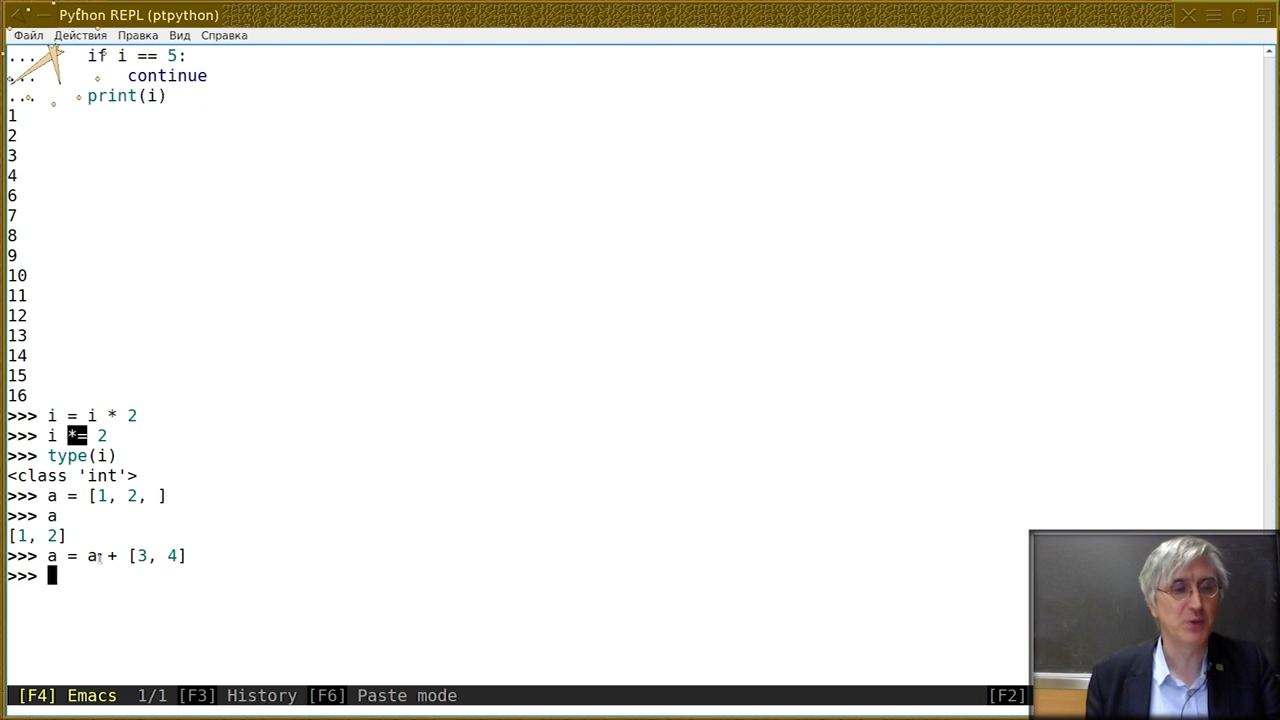 Python REPL (ptpython)
Файл Действия Правка Вид Справка
... if i == 5:
... continue
... print(i)
1
2
3
4
6
7
8
9
10
11
12
13
14
15
16
>>> i = i * 2
>>> i *= 2
>>> type(i)
<class 'int'>
>>> a = [1, 2, ]
>>> a
[1, 2]
>>> a = a + [3, 4]
>>>
[F4] Emacs 1/1 [F3] History [F6] Paste mode [F2]